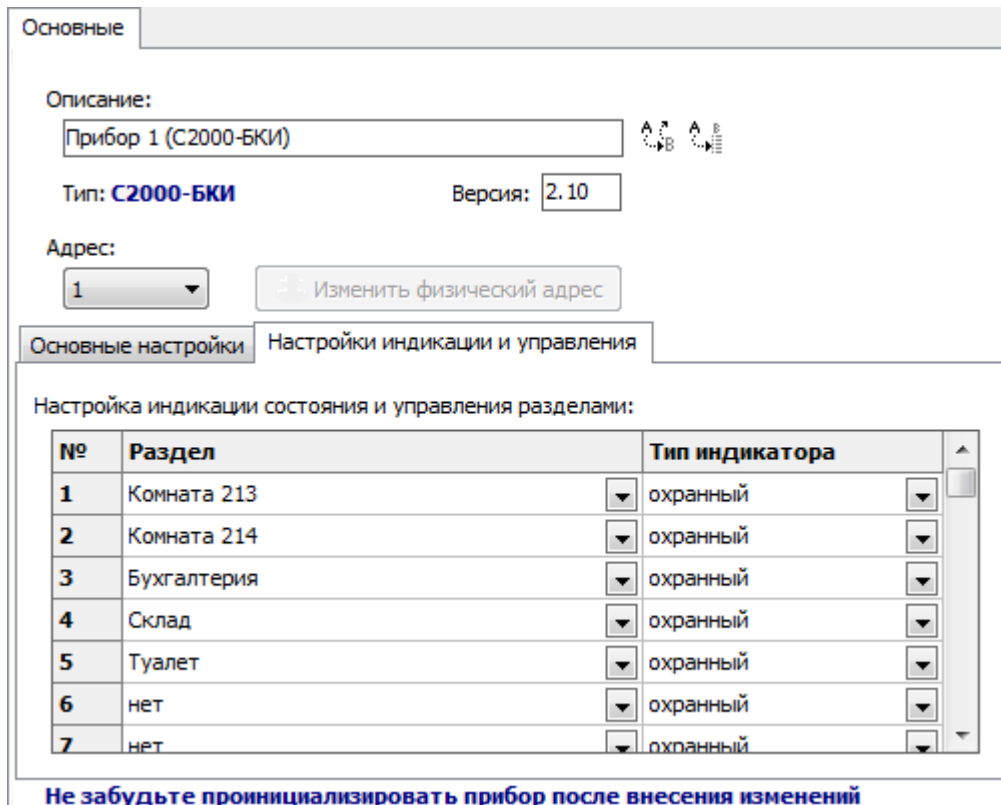 Основные
Описание:
Прибор 1 (С2000-БКИ)
Тип: С2000-БКИ Версия: 2.10
Адрес:
1 Изменить физический адрес
Основные настройки Настройки индикации и управления
Настройка индикации состояния и управления разделами:
№ Раздел Тип индикатора
1 Комната 213 охранный
2 Комната 214 охранный
3 Бухгалтерия охранный
4 Склад охранный
5 Туалет охранный
6 нет охранный
7 нет охранный
Не забудьте проинициализировать прибор после внесения изменений